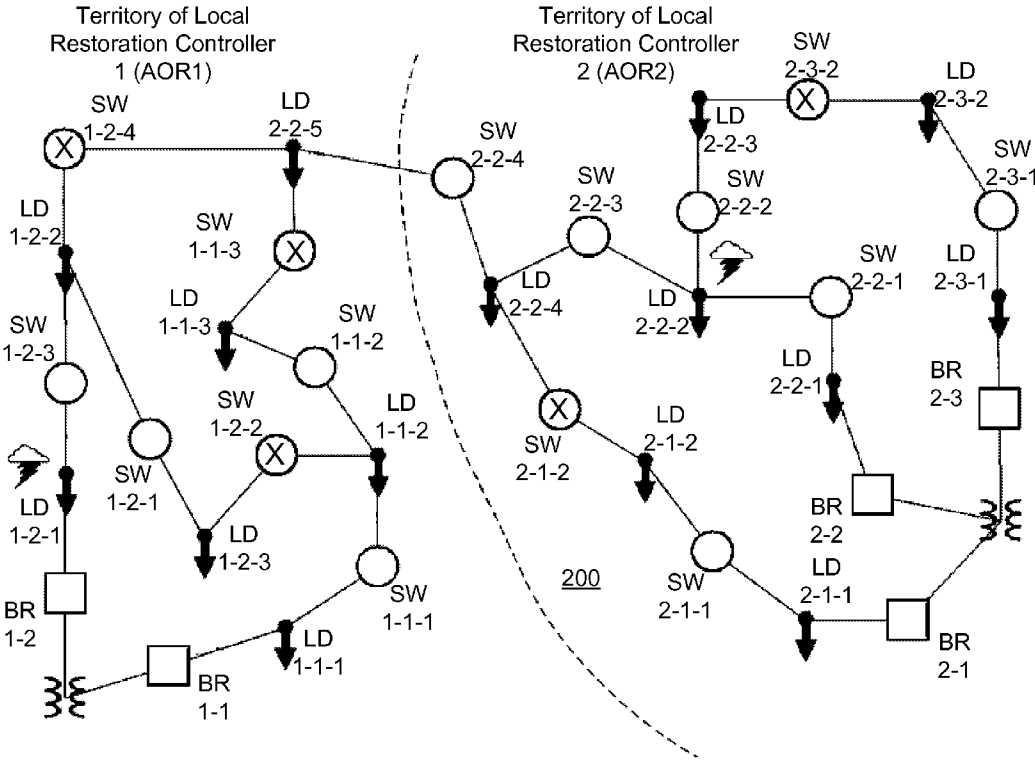 Territory of Local
Restoration Controller
1 (AOR1)
Territory of Local
Restoration Controller
2 (AOR2)
SW
1-2-4
LD
2-2-5
SW
2-2-4
SW
2-3-2
LD
2-3-2
LD
2-2-3
SW
2-3-1
SW
2-2-3
SW
2-2-2
LD
1-2-2
SW
1-1-3
SW
2-2-1
LD
2-3-1
LD
2-2-4
LD
2-2-2
LD
1-1-3
SW
1-2-3
SW
1-1-2
LD
2-2-1
BR
2-3
SW
1-2-2
LD
1-1-2
LD
2-1-2
SW
2-1-2
SW
1-2-1
LD
1-2-1
BR
2-2
LD
1-2-3
SW
1-1-1
200
SW
2-1-1
LD
2-1-1
BR
1-2
LD
1-1-1
BR
1-1
BR
2-1
X
X
X
X
X